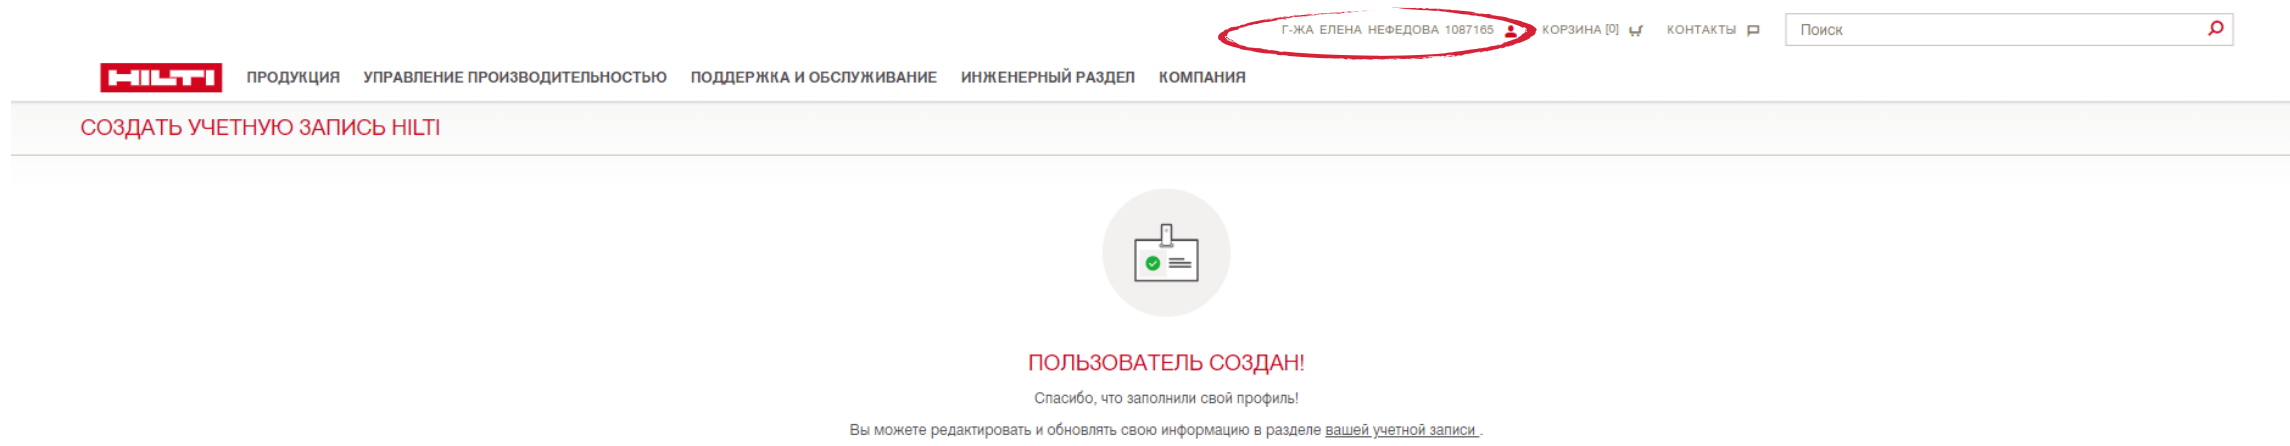 Г-ЖА ЕЛЕНА НЕФЕДОВА 1087165 КОРЗИНА [0] КОНТАКТЫ Поиск
HILTI ПРОДУКЦИЯ УПРАВЛЕНИЕ ПРОИЗВОДИТЕЛЬНОСТЬЮ ПОДДЕРЖКА И ОБСЛУЖИВАНИЕ ИНЖЕНЕРНЫЙ РАЗДЕЛ КОМПАНИЯ
СОЗДАТЬ УЧЕТНУЮ ЗАПИСЬ HILTI
ПОЛЬЗОВАТЕЛЬ СОЗДАН!
Спасибо, что заполнили свой профиль!
Вы можете редактировать и обновлять свою информацию в разделе вашей учетной записи .